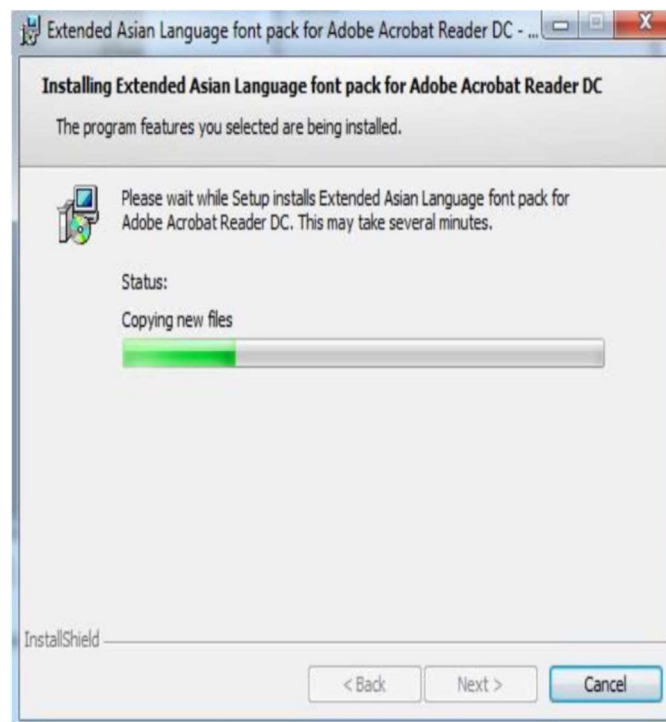 Extended Asian Language font pack for Adobe Acrobat Reader DC - ...
Installing Extended Asian Language font pack for Adobe Acrobat Reader DC
The program features you selected are being installed.
Please wait while Setup installs Extended Asian Language font pack for
Adobe Acrobat Reader DC. This may take several minutes.
Status:
Copying new files
InstallShield
< Back Next > Cancel